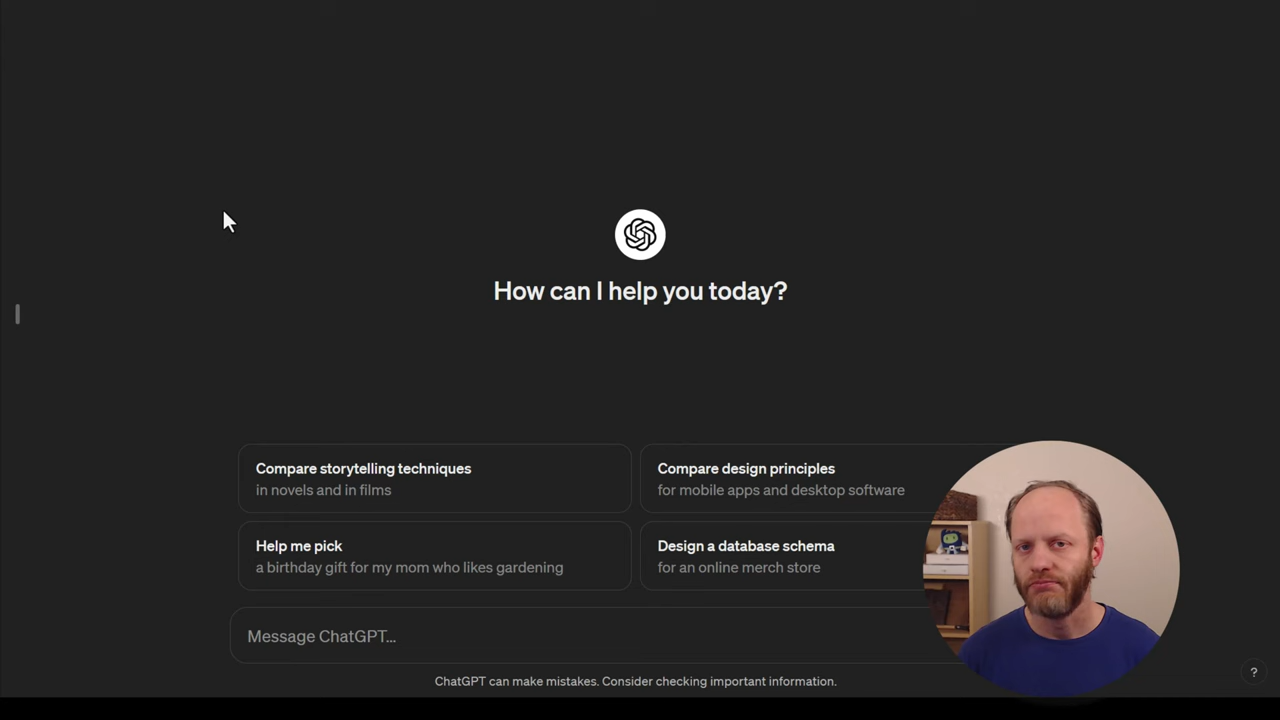 How can I help you today?
Compare storytelling techniques
in novels and in films
Compare design principles
for mobile apps and desktop software
Help me pick
a birthday gift for my mom who likes gardening
Design a database schema
for an online merch store
Message ChatGPT...
ChatGPT can make mistakes. Consider checking important information.
?